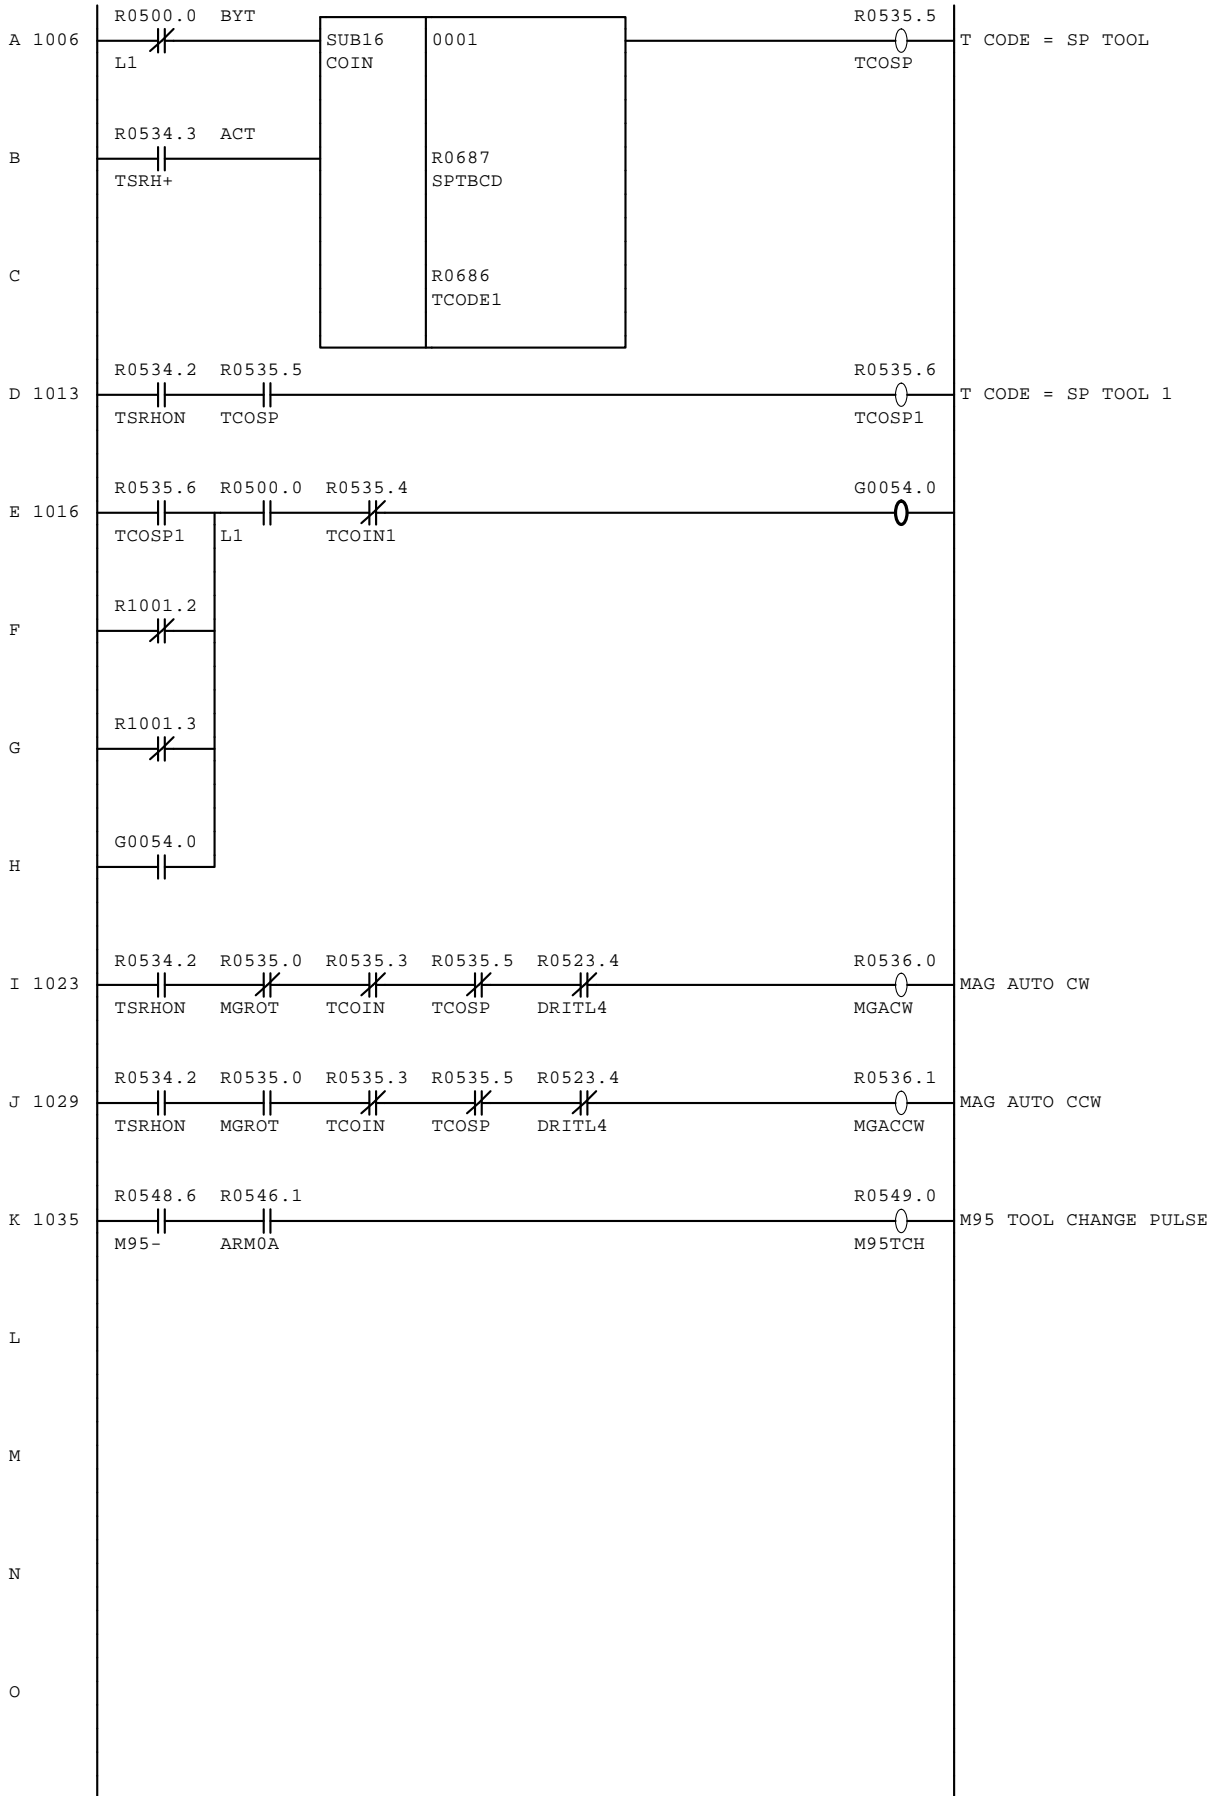 R0500.0 BYT R0535.5
A 1006 SUB16 0001 T CODE = SP TOOL
L1 COIN TCOSP
R0534.3 ACT
B R0687
TSRH+ SPTBCD
C R0686
TCODE1
R0534.2 R0535.5 R0535.6
D 1013 T CODE = SP TOOL 1
TSRHON TCOSP TCOSP1
R0535.6 R0500.0 R0535.4 G0054.0
E 1016
TCOSP1 L1 TCOIN1
R1001.2
F
R1001.3
G
G0054.0
H
R0534.2 R0535.0 R0535.3 R0535.5 R0523.4 R0536.0
I 1023 MAG AUTO CW
TSRHON MGROT TCOIN TCOSP DRITL4 MGACW
R0534.2 R0535.0 R0535.3 R0535.5 R0523.4 R0536.1
J 1029 MAG AUTO CCW
TSRHON MGROT TCOIN TCOSP DRITL4 MGACCW
R0548.6 R0546.1 R0549.0
K 1035 M95 TOOL CHANGE PULSE
M95- ARM0A M95TCH
L
M
N
O